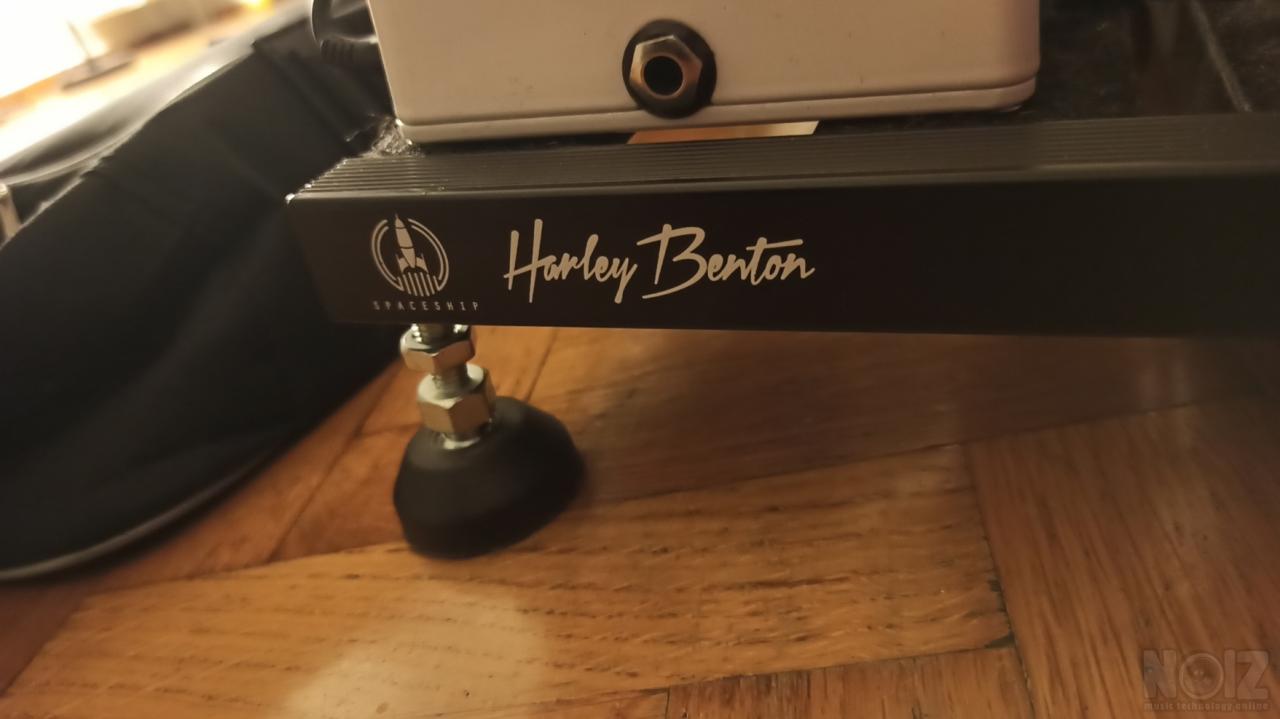 Harley Benton
SPACESHIP
NOIZ
music technology online